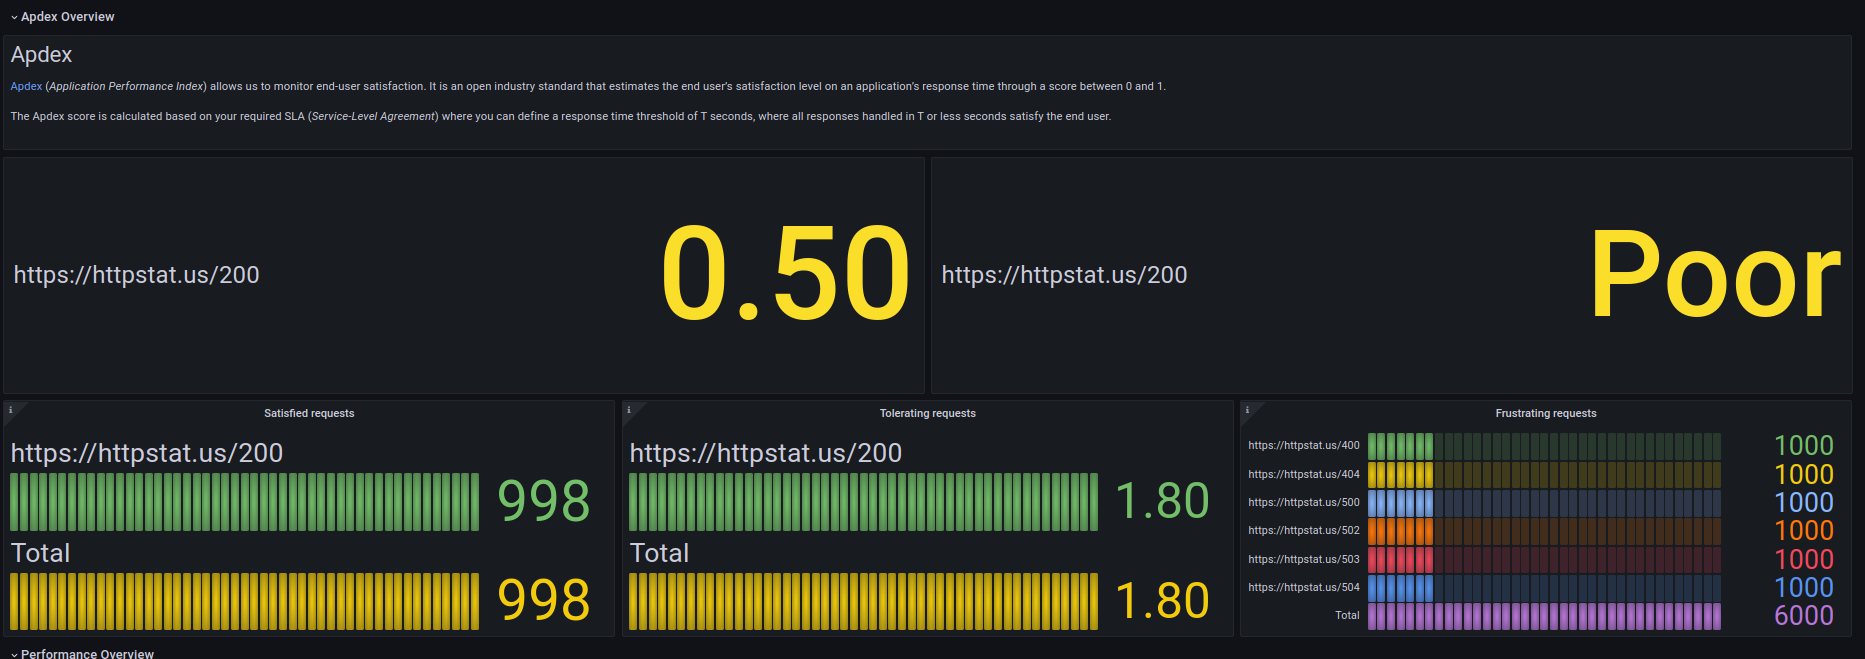 Apdex Overview
Apdex
Apdex (Application Performance Index) allows us to monitor end-user satisfaction. It is an open industry standard that estimates the end user's satisfaction level on an application's response time through a score between 0 and 1.
The Apdex score is calculated based on your required SLA (Service-Level Agreement) where you can define a response time threshold of T seconds, where all responses handled in T or less seconds satisfy the end user.
https://httpstat.us/200 0.50
https://httpstat.us/200 Poor
Satisfied requests
https://httpstat.us/200
998
Total
998
Tolerating requests
https://httpstat.us/200
1.80
Total
1.80
Frustrating requests
https://httpstat.us/400 1000
https://httpstat.us/404 1000
https://httpstat.us/500 1000
https://httpstat.us/502 1000
https://httpstat.us/503 1000
https://httpstat.us/504 1000
Total 6000
Performance Overview